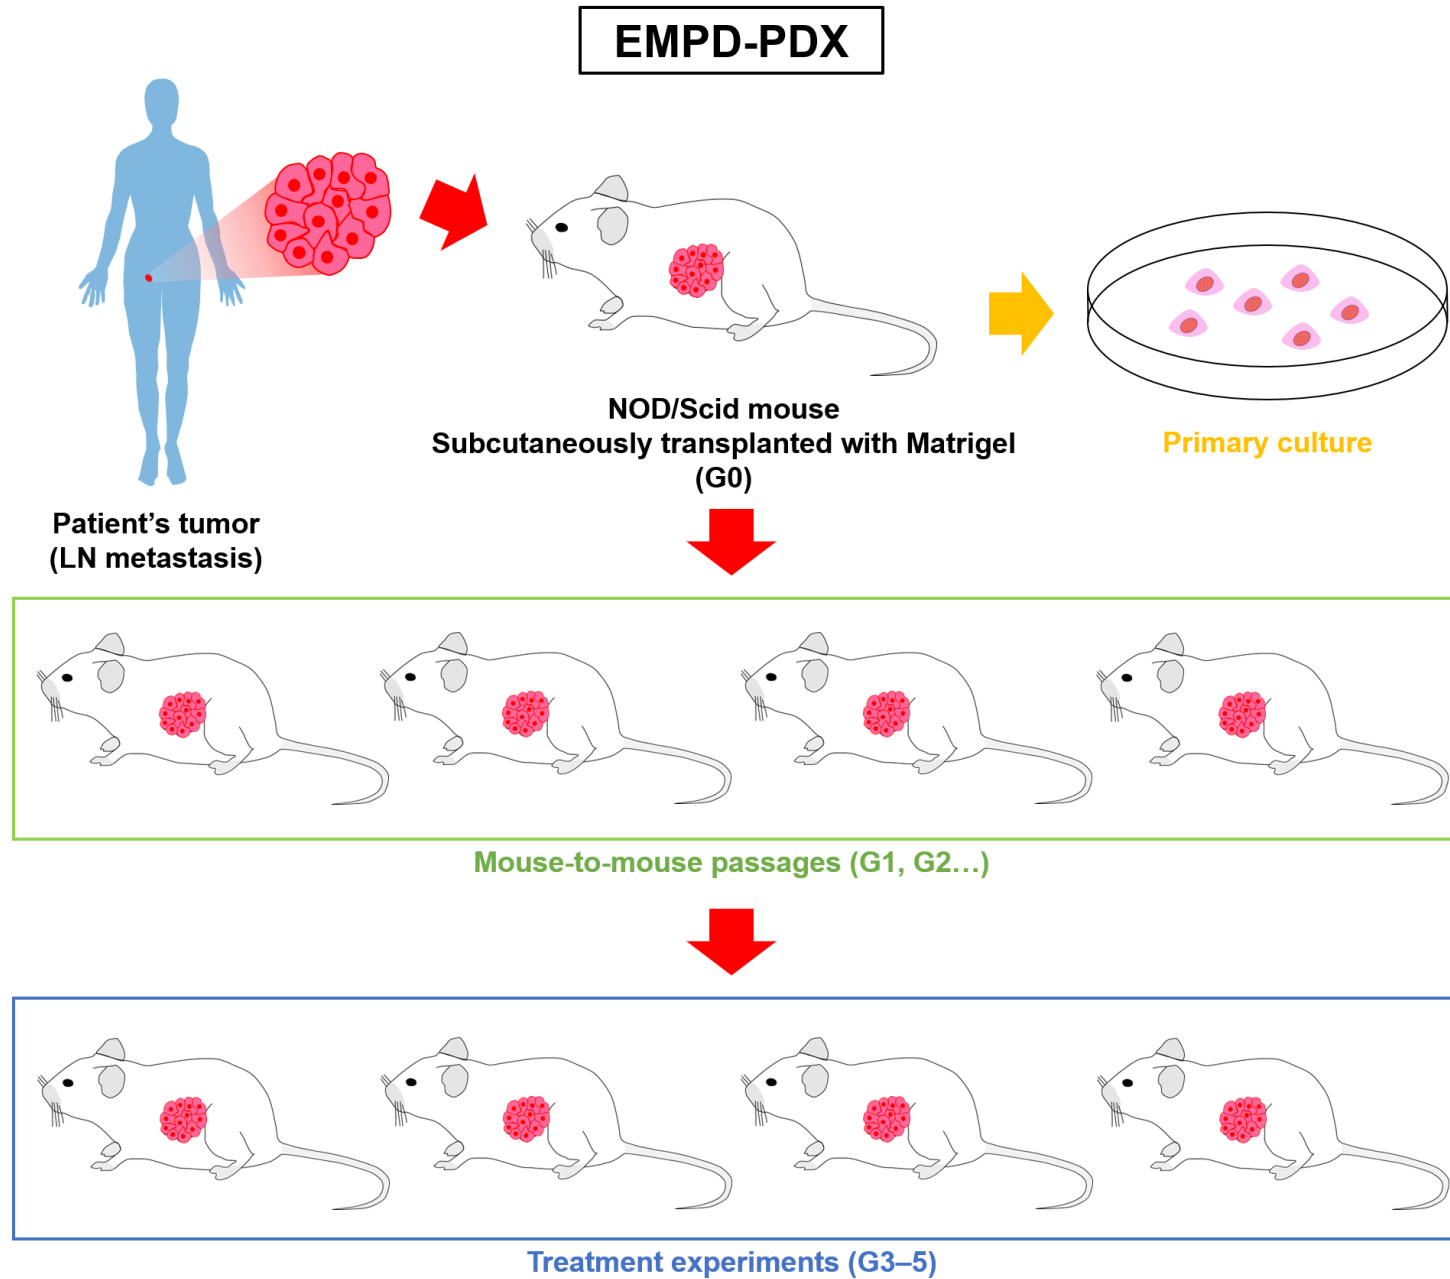 EMPD-PDX
Patient’s tumor
(LN metastasis)
NOD/Scid mouse
Subcutaneously transplanted with Matrigel
(G0)
Primary culture
Mouse-to-mouse passages (G1, G2…)
Treatment experiments (G3–5)